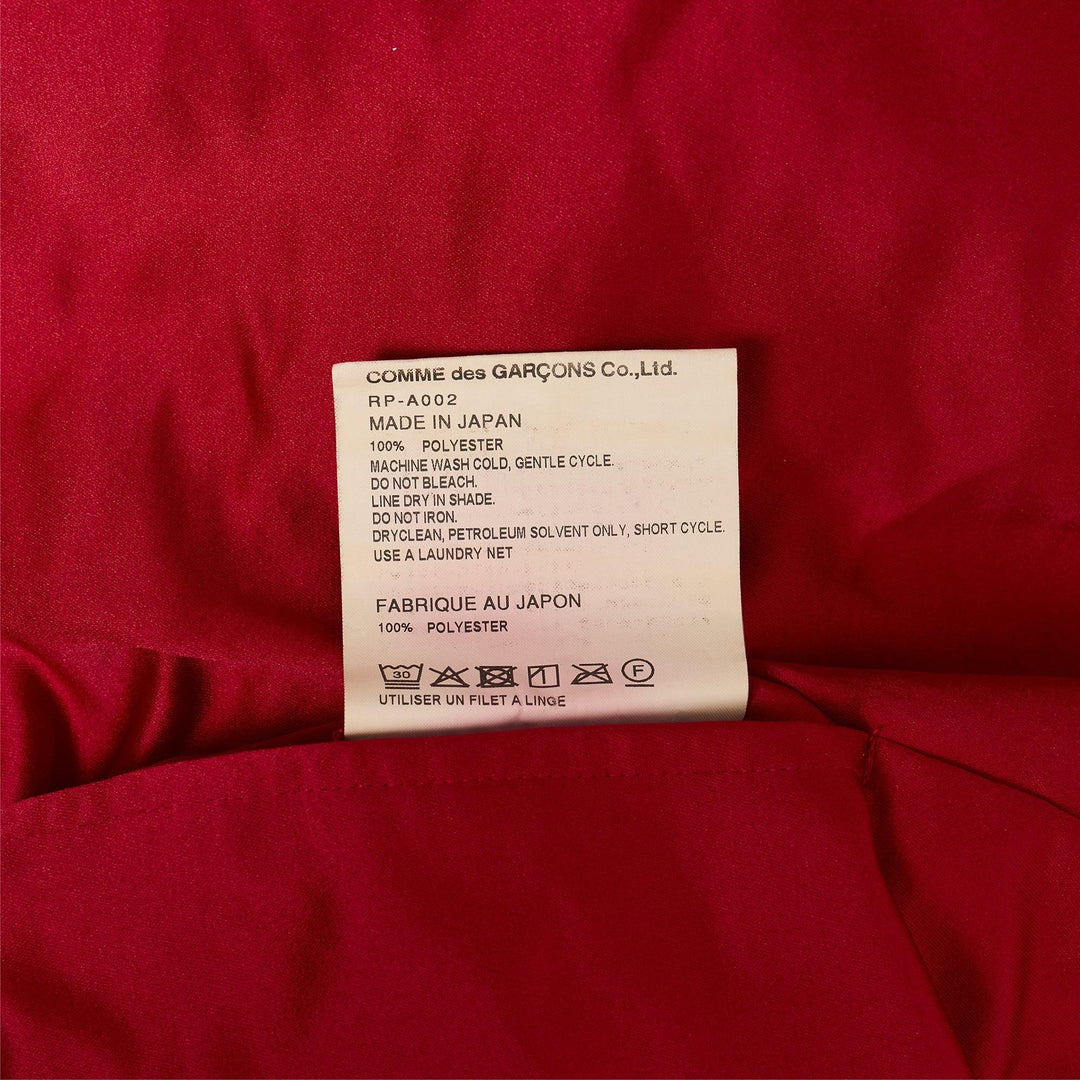 COMME des GARÇONS Co.,Ltd.
RP-A002
MADE IN JAPAN
100% POLYESTER
MACHINE WASH COLD, GENTLE CYCLE.
DO NOT BLEACH.
LINE DRY IN SHADE.
DO NOT IRON.
DRYCLEAN, PETROLEUM SOLVENT ONLY, SHORT CYCLE.
USE A LAUNDRY NET
FABRIQUE AU JAPON
100% POLYESTER
30 1 F
UTILISER UN FILET A LINGE